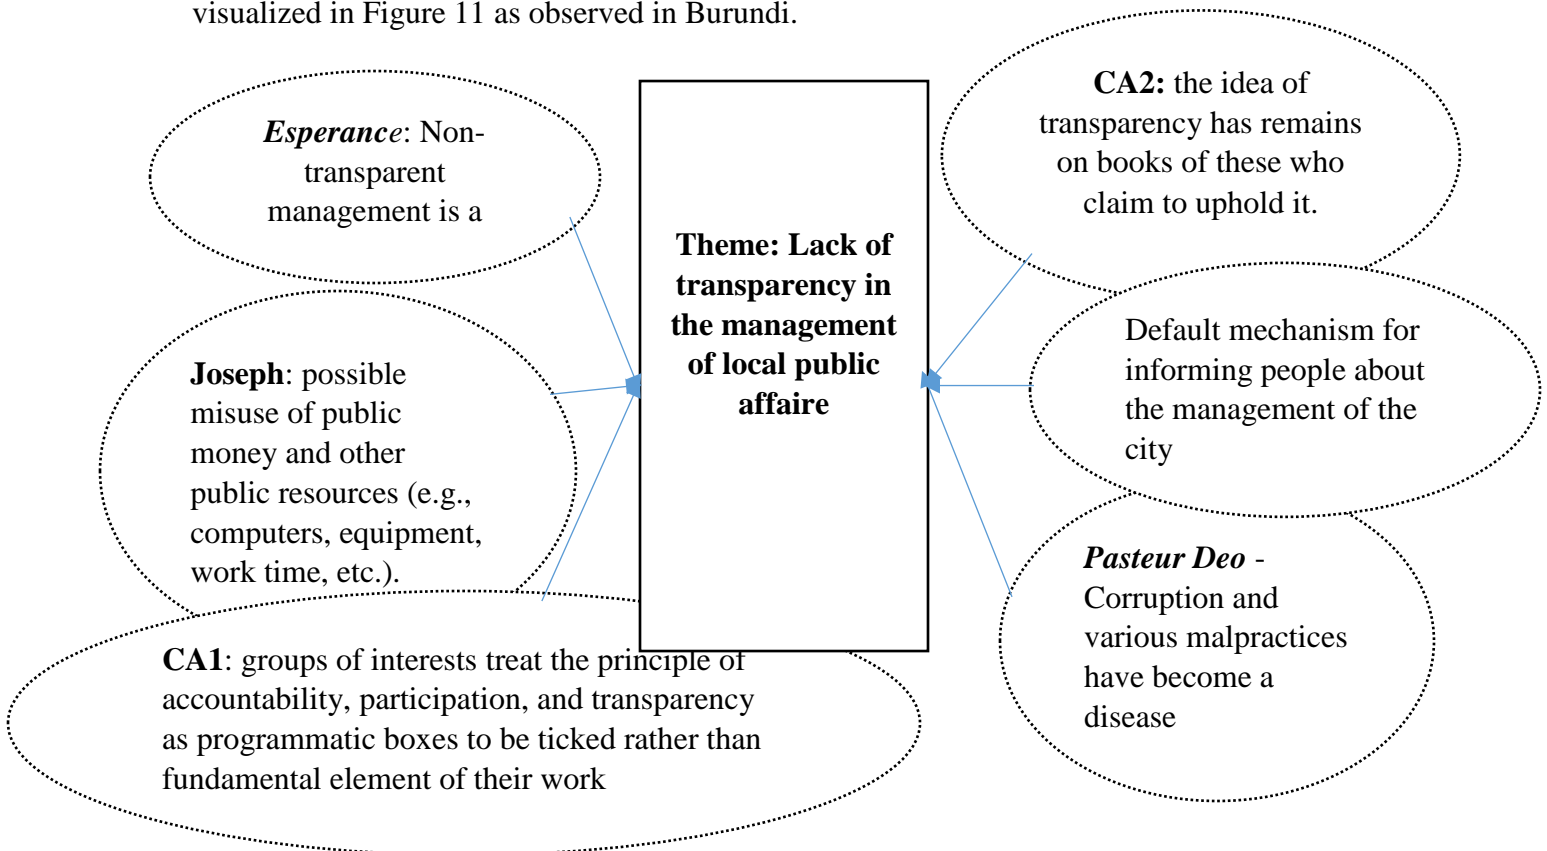 visualized in Figure 11 as observed in Burundi.
Esperance: Non-
transparent
management is a
Joseph: possible
misuse of public
money and other
public resources (e.g.,
computers, equipment,
work time, etc.).
CA1: groups of interests treat the principle of
accountability, participation, and transparency
as programmatic boxes to be ticked rather than
fundamental element of their work
Theme: Lack of
transparency in
the management
of local public
affaire
CA2: the idea of
transparency has remains
on books of these who
claim to uphold it.
Default mechanism for
informing people about
the management of the
city
Pasteur Deo -
Corruption and
various malpractices
have become a
disease